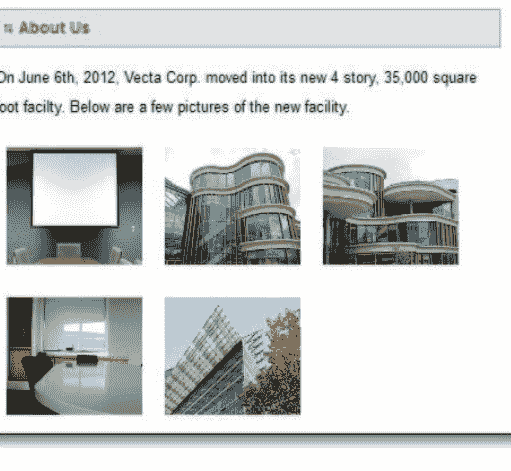 About Us
On June 6th, 2012, Vecta Corp. moved into its new 4 story, 35,000 square
oot facilty. Below are a few pictures of the new facility.